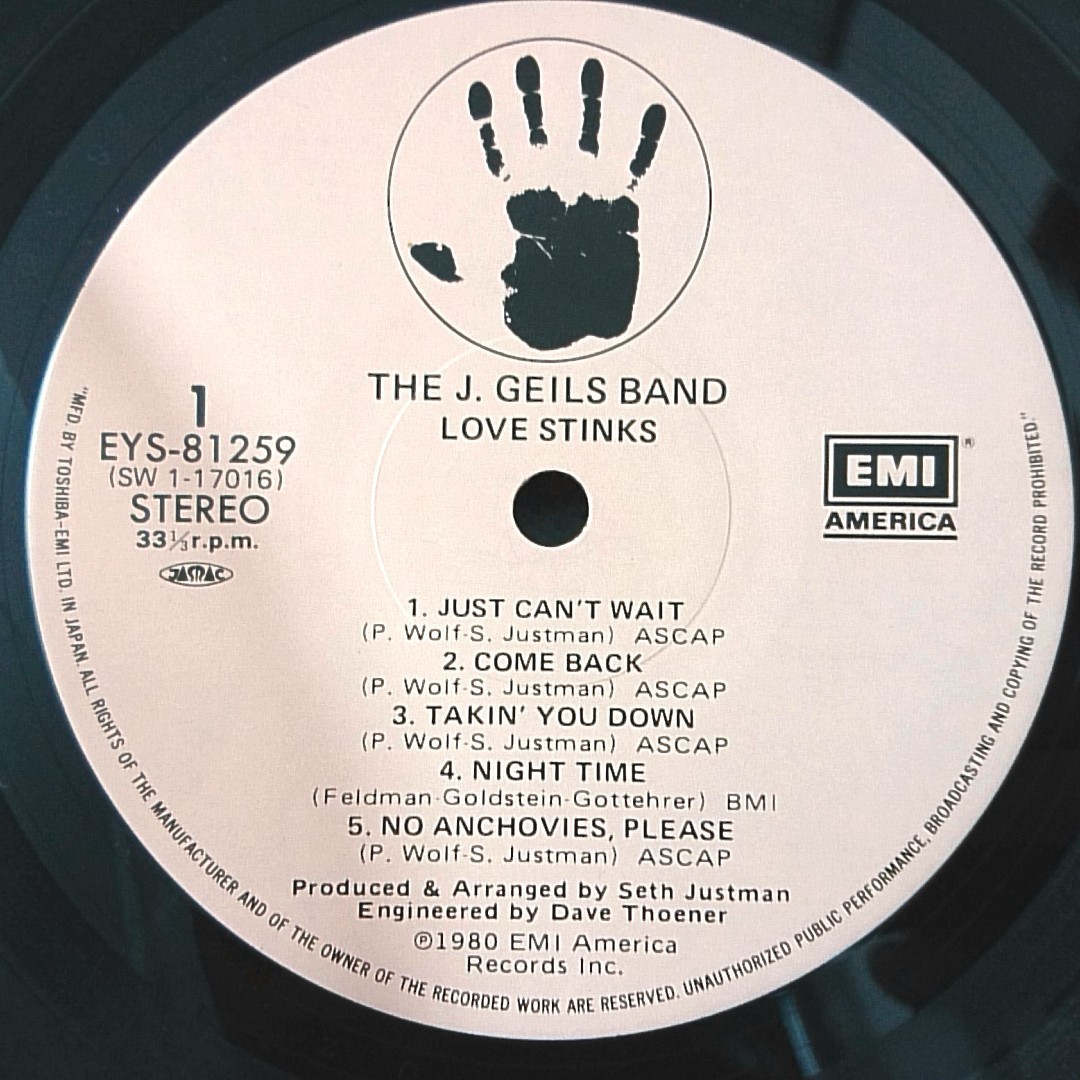 THE J. GEILS BAND
LOVE STINKS
1
EYS-81259
(SW 1-17016)
STEREO
33⅓r.p.m.
JASRAC
EMI
®
AMERICA
1. JUST CAN'T WAIT
(P. Wolf-S. Justman) ASCAP
2. COME BACK
(P. Wolf-S. Justman) ASCAP
3. TAKIN' YOU DOWN
(P. Wolf-S. Justman) ASCAP
4. NIGHT TIME
(Feldman-Goldstein-Gottehrer) BMI
5. NO ANCHOVIES, PLEASE
(P. Wolf-S. Justman) ASCAP
Produced & Arranged by Seth Justman
Engineered by Dave Thoener
℗1980 EMI America
Records Inc.
"MFD. BY TOSHIBA-EMI LTD. IN JAPAN. ALL RIGHTS OF THE MANUFACTURER AND OF THE OWNER OF THE RECORDED WORK ARE RESERVED. UNAUTHORIZED PUBLIC PERFORMANCE, BROADCASTING AND COPYING OF THE RECORD PROHIBITED."